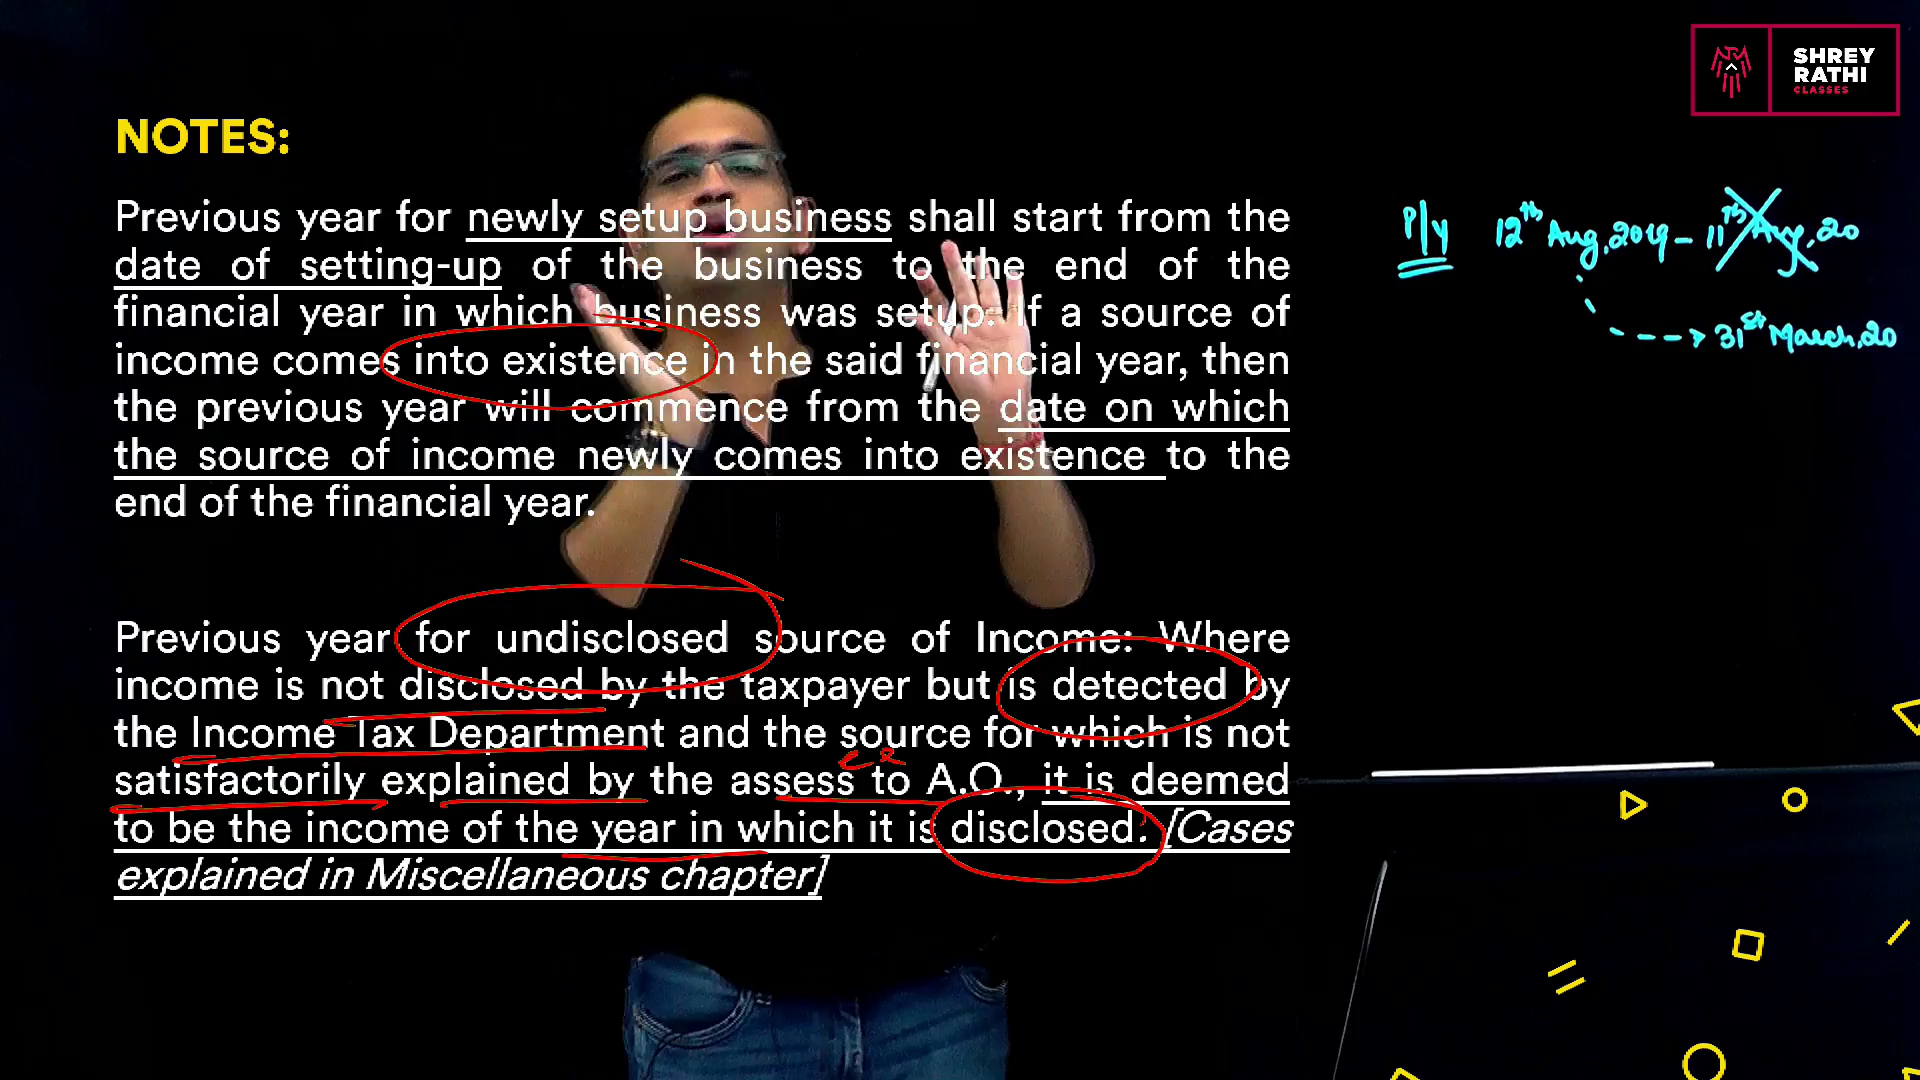 SHREY
RATHI
CLASSES
NOTES:
Previous year for newly setup business shall start from the
date of setting-up of the business to the end of the
financial year in which business was setup. If a source of
income comes into existence in the said financial year, then
the previous year will commence from the date on which
the source of income newly comes into existence to the
end of the financial year.
P/y 12th Aug, 2019 - 11th Aug, 20
31st March, 20
Previous year for undisclosed source of Income: Where
income is not disclosed by the taxpayer but is detected by
the Income Tax Department and the source for which is not
satisfactorily explained by the assess to A.O., it is deemed
to be the income of the year in which it is disclosed. [Cases
explained in Miscellaneous chapter]